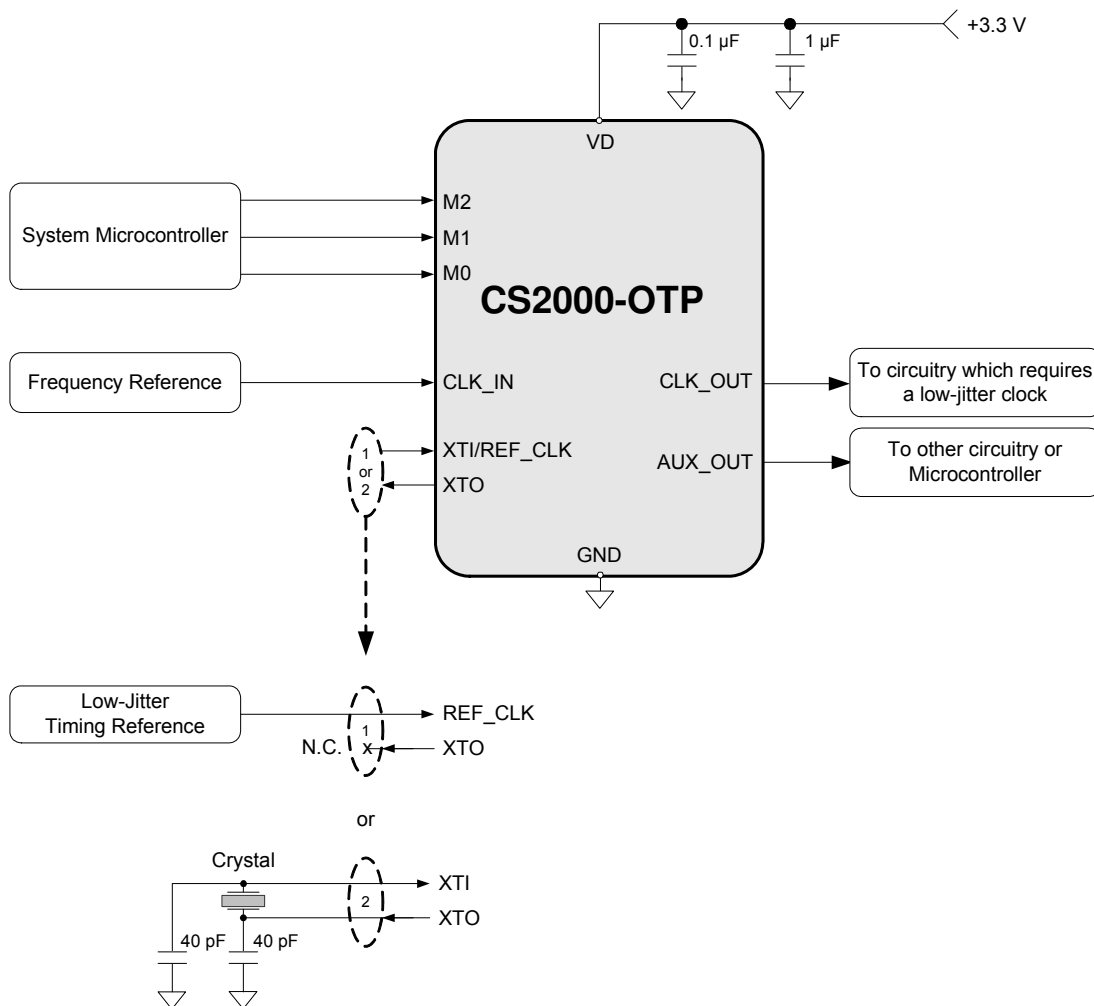 +3.3 V
0.1 µF
1 µF
VD
System Microcontroller
M2
M1
M0
CS2000-OTP
Frequency Reference
CLK_IN
CLK_OUT
To circuitry which requires
a low-jitter clock
1
or
2
XTI/REF_CLK
XTO
AUX_OUT
To other circuitry or
Microcontroller
GND
Low-Jitter
Timing Reference
1
REF_CLK
N.C.
x
XTO
or
Crystal
2
XTI
XTO
40 pF
40 pF